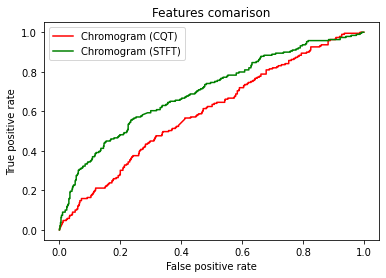 Features comarison
Chromogram (CQT)
Chromogram (STFT)
True positive rate
1.0
0.8
0.6
0.4
0.2
0.0
0.0 0.2 0.4 0.6 0.8 1.0
False positive rate